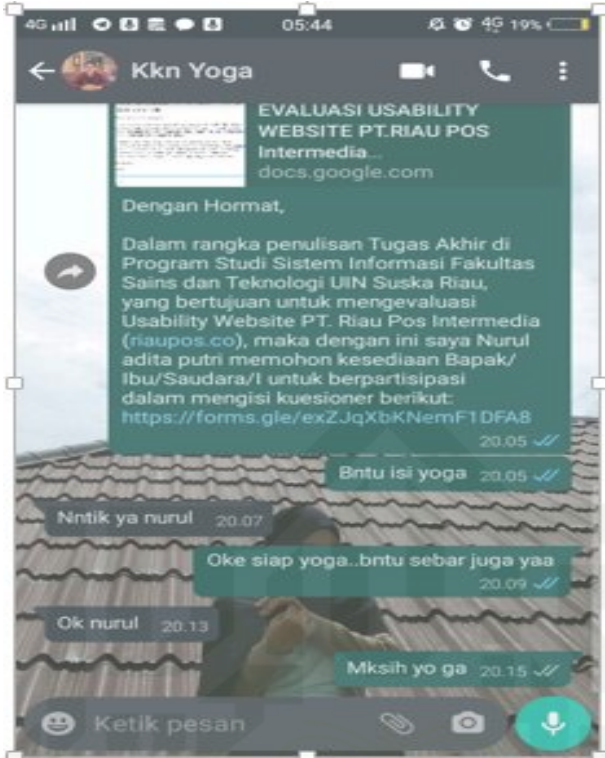 4G
05:44
4G 19%
Kkn Yoga
EVALUASI USABILITY
WEBSITE PT.RIAU POS
Intermedia...
docs.google.com
Dengan Hormat,
Dalam rangka penulisan Tugas Akhir di
Program Studi Sistem Informasi Fakultas
Sains dan Teknologi UIN Suska Riau,
yang bertujuan untuk mengevaluasi
Usability Website PT. Riau Pos Intermedia
(riaupos.co), maka dengan ini saya Nurul
adita putri memohon kesediaan Bapak/
Ibu/Saudara/I untuk berpartisipasi
dalam mengisi kuesioner berikut:
https://forms.gle/exZJqXbKNemF1DFA8
20.05
Bntu isi yoga 20.05
Nntik ya nurul 20.07
Oke siap yoga..bntu sebar juga yaa
20.09
Ok nurul 20.13
Mksih yo ga 20.15
Ketik pesan